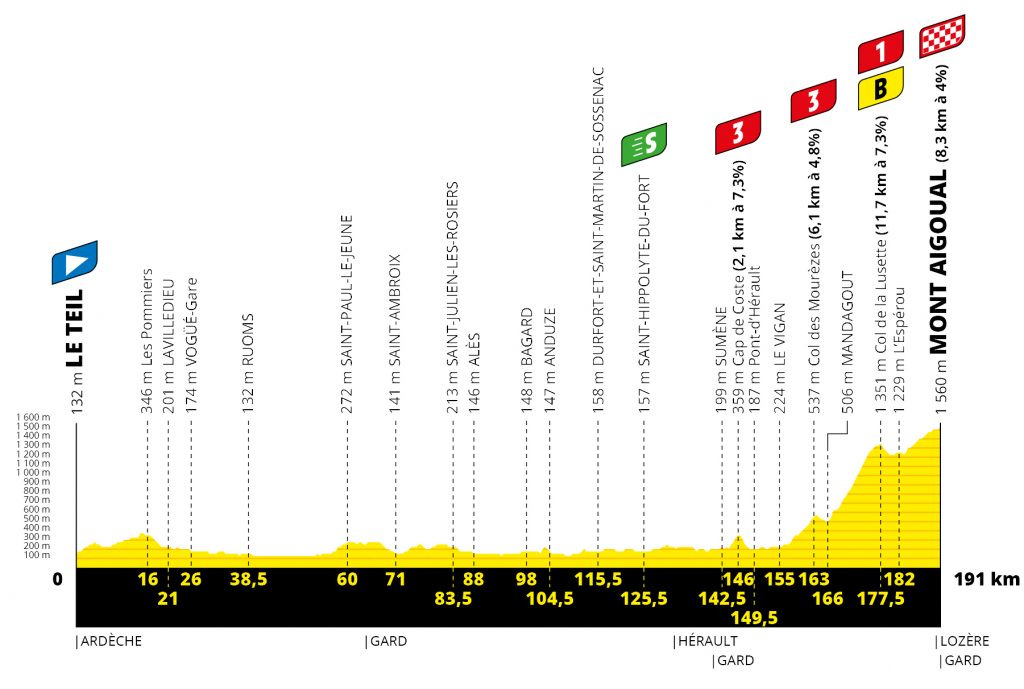 1
B
3
3
S
132 m LE TEIL
346 m Les Pommiers
201 m LAVILLEDIEU
174 m VOGÜÉ-Gare
132 m RUOMS
272 m SAINT-PAUL-LE-JEUNE
141 m SAINT-AMBROIX
213 m SAINT-JULIEN-LES-ROSIERS
146 m ALÈS
148 m BAGARD
147 m ANDUZE
158 m DURFORT-ET-SAINT-MARTIN-DE-SOSSENAC
157 m SAINT-HIPPOLYTE-DU-FORT
199 m SUMÈNE
359 m Cap de Coste (2,1 km à 7,3%)
187 m Pont-d’Hérault
224 m LE VIGAN
537 m Col des Mourèzes (6,1 km à 4,8%)
506 m MANDAGOUT
1 351 m Col de la Lusette (11,7 km à 7,3%)
1 229 m L’Espérou
1 560 m MONT AIGOUAL (8,3 km à 4%)
1 600 m
1 500 m
1 400 m
1 300 m
1 200 m
1 100 m
1 000 m
900 m
800 m
700 m
600 m
500 m
400 m
300 m
200 m
100 m
0 16 26 38,5 60 71 88 98 115,5 146 155 163 182 191 km
21 83,5 104,5 125,5 142,5 166 177,5
149,5
|ARDÈCHE |GARD |HÉRAULT |LOZÈRE
|GARD |GARD